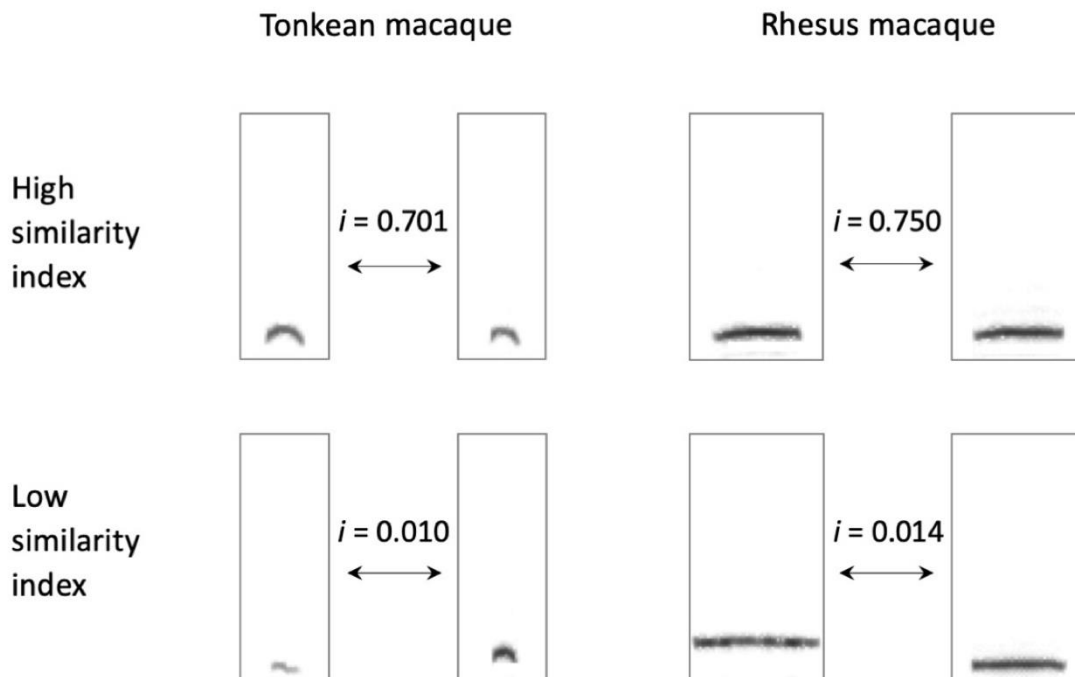 Tonkean macaque
Rhesus macaque
High
similarity
index
i = 0.701
i = 0.750
Low
similarity
index
i = 0.010
i = 0.014